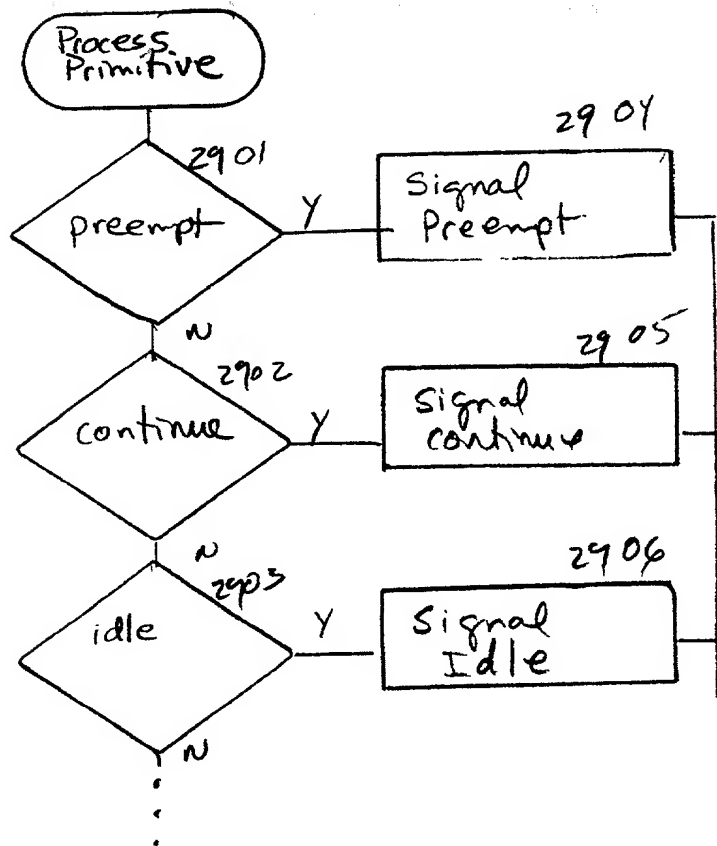 Process
Primitive
2901
preempt
Y
2904
Signal
Preempt
N
2902
continue
Y
2905
Signal
continue
N
2903
idle
Y
2906
Signal
Idle
N